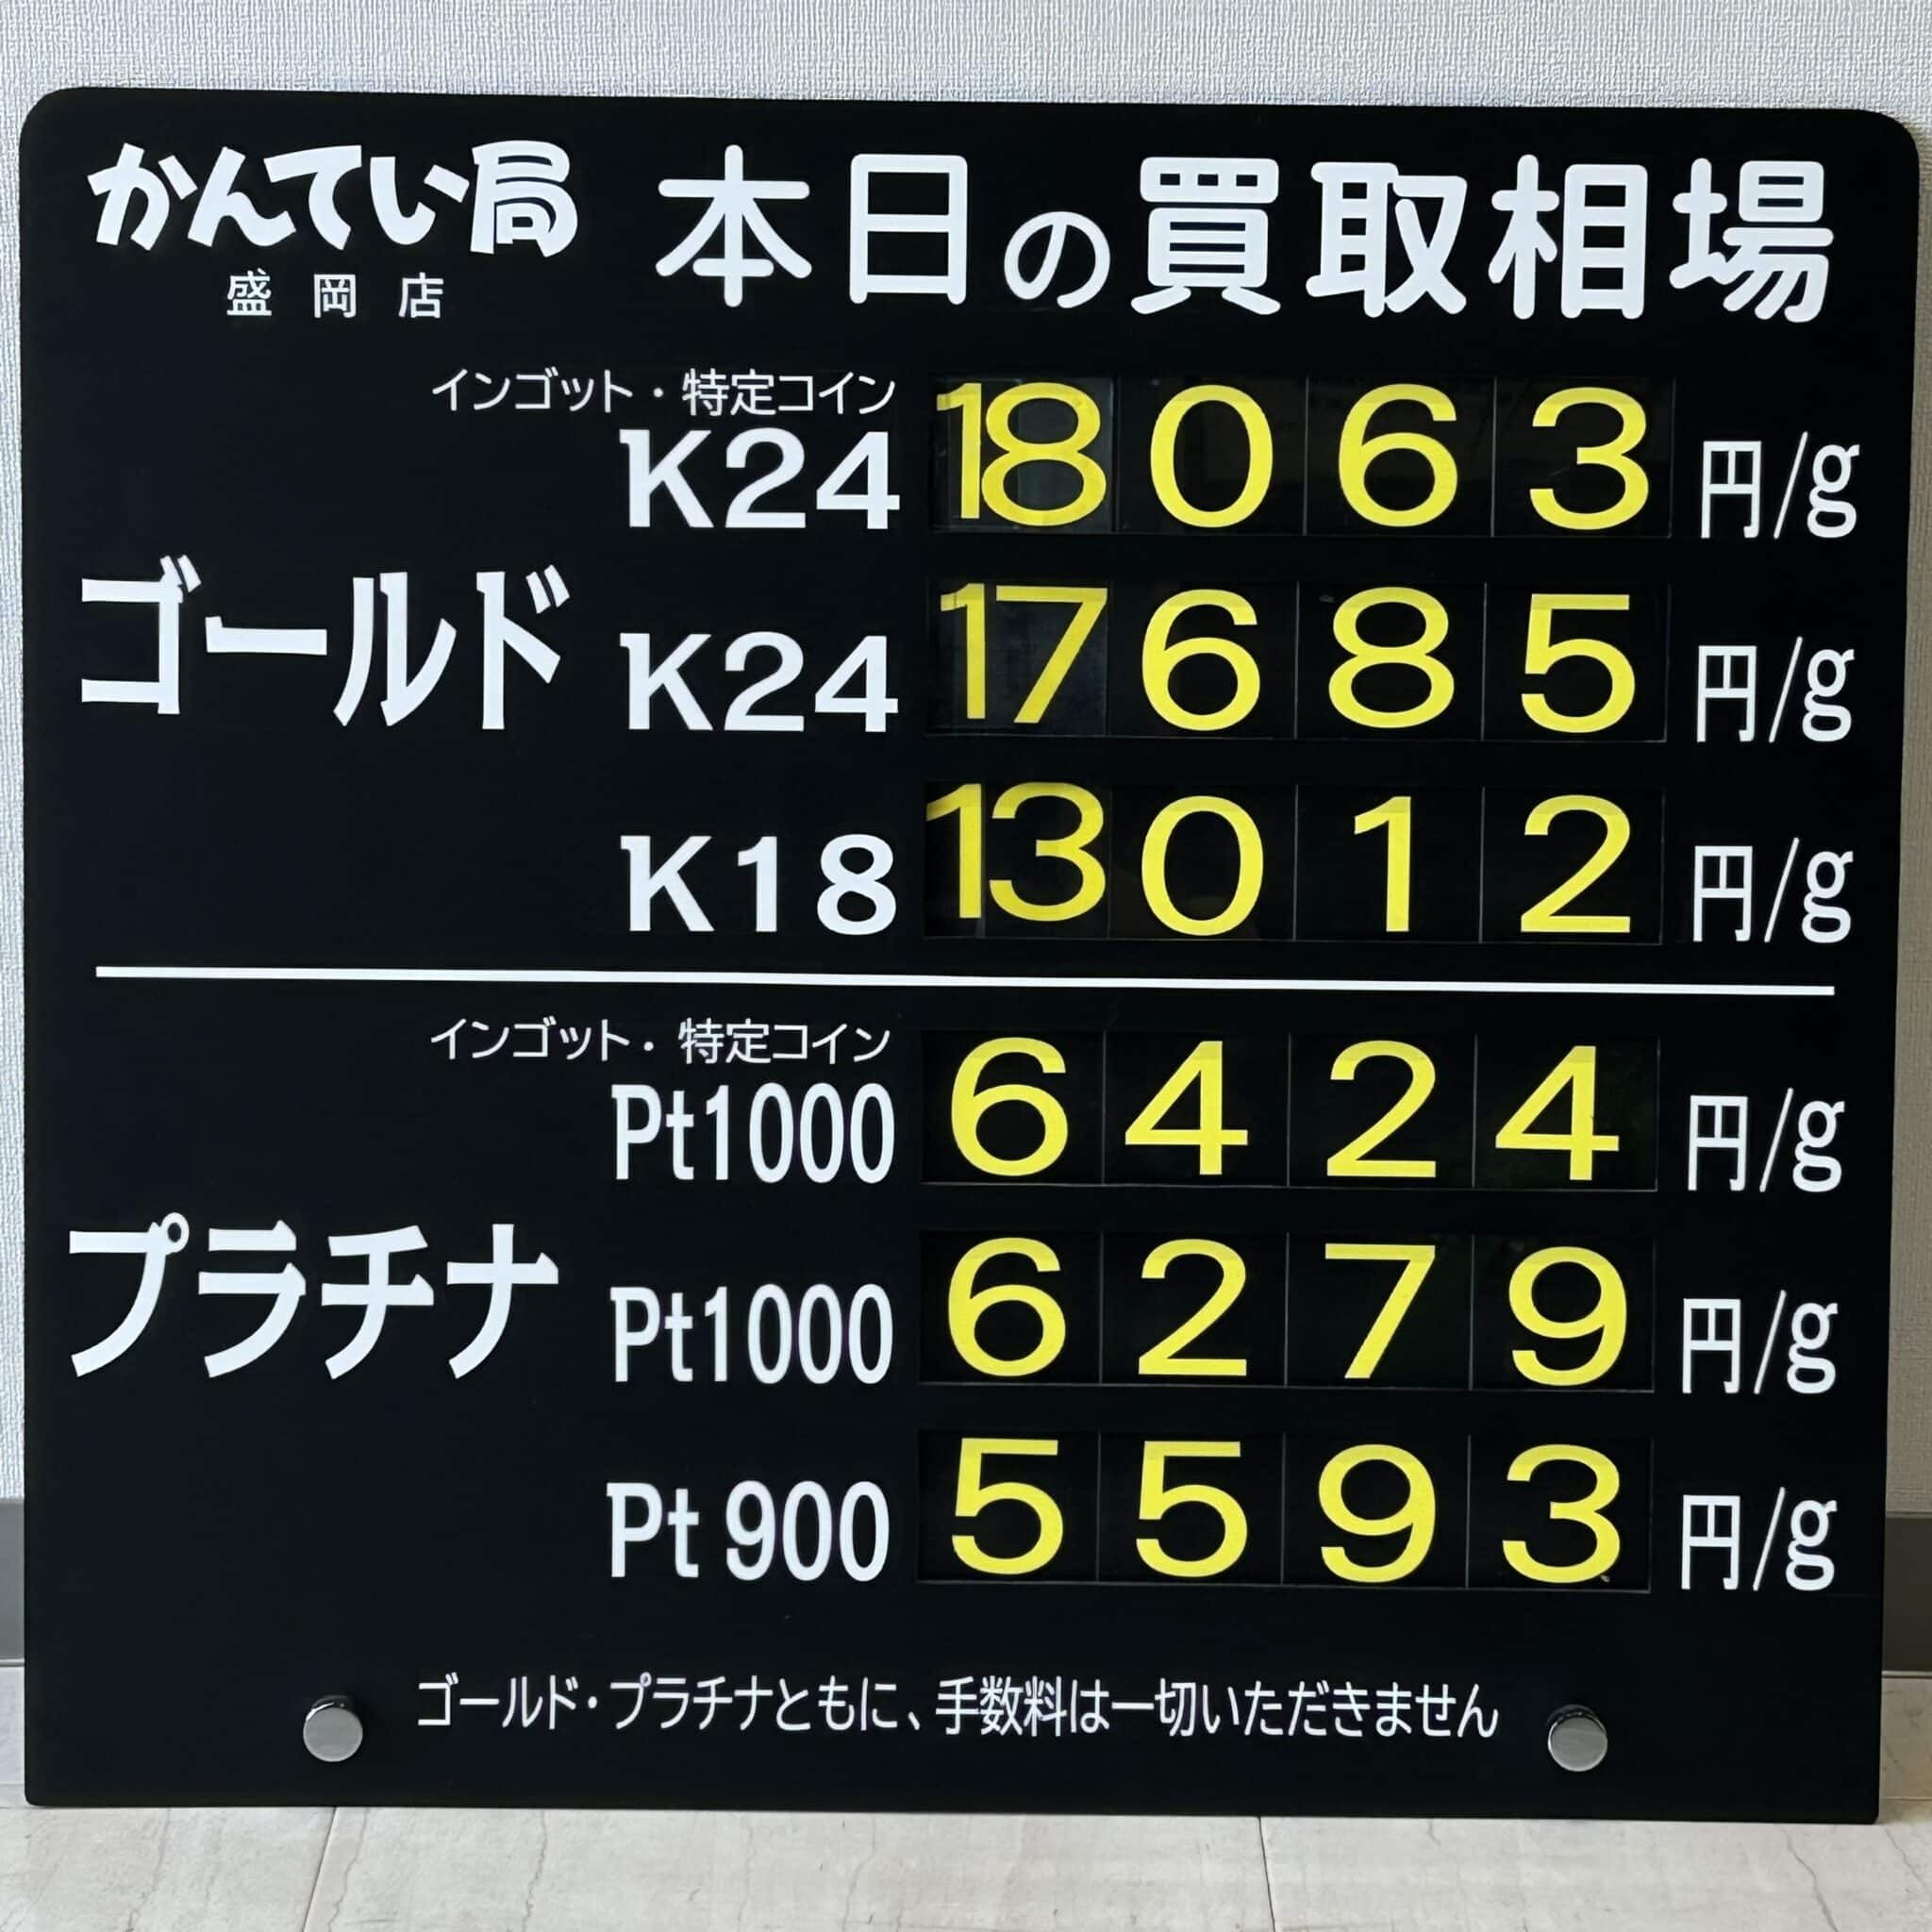 かんてい局 本日の買取相場
盛岡店
インゴット・特定コイン
K24 18063 円/g
ゴールド K24 17685 円/g
K18 13012 円/g
インゴット・特定コイン
Pt1000 6424 円/g
プラチナ Pt1000 6279 円/g
Pt900 5593 円/g
ゴールド・プラチナともに、手数料は一切いただきません